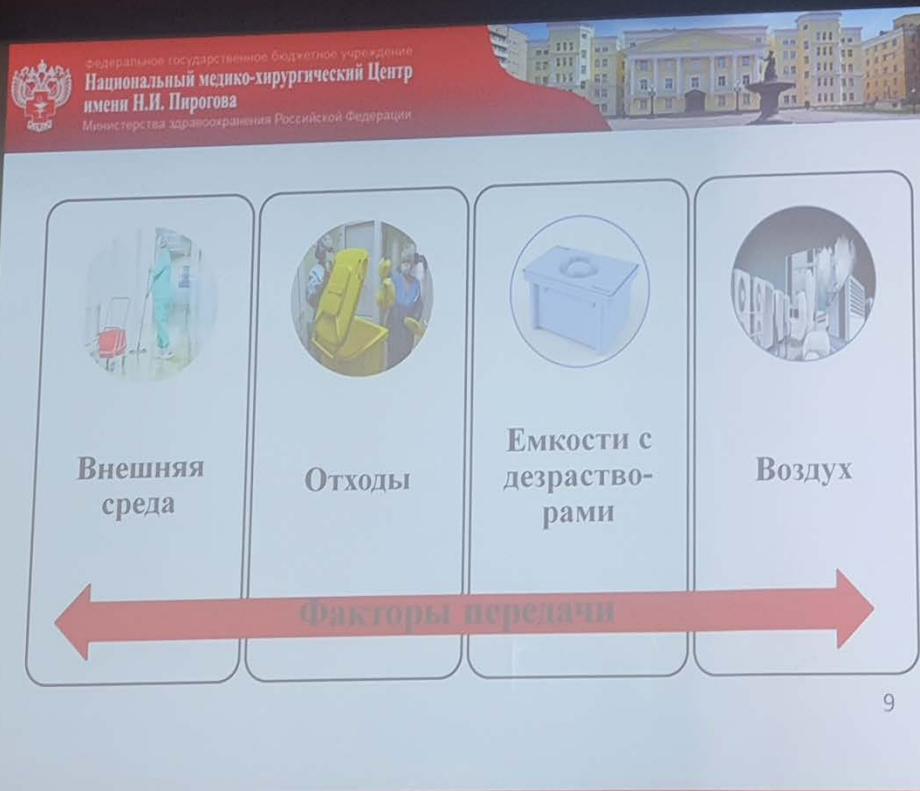 федеральное государственное бюджетное учреждение
Национальный медико-хирургический Центр
имени Н.И. Пирогова
Министерства здравоохранения Российской Федерации
Внешняя
среда
Отходы
Емкости с
дезраство-
рами
Воздух
Факторы передачи
9